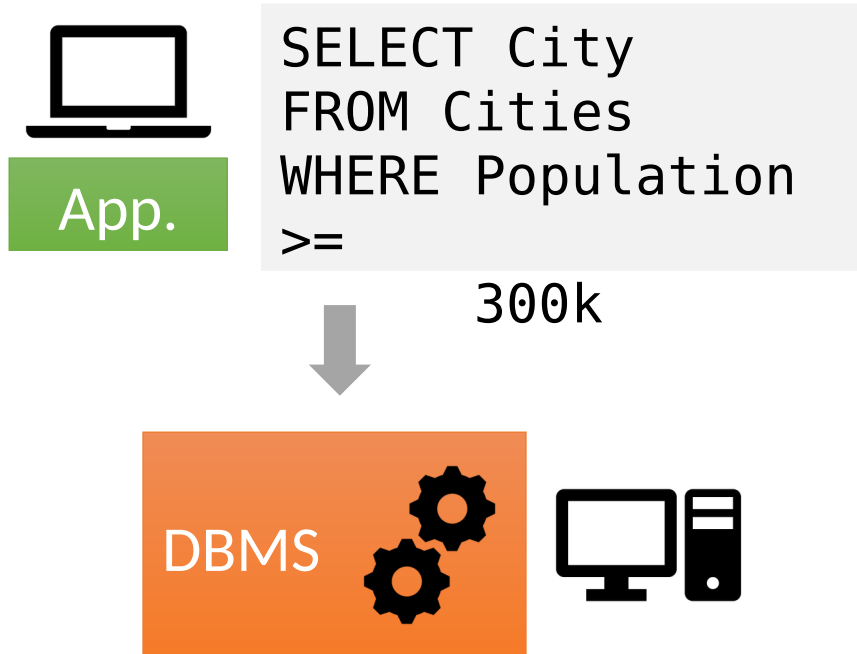 SELECT City
FROM Cities
WHERE Population
>=
300k
App.
DBMS